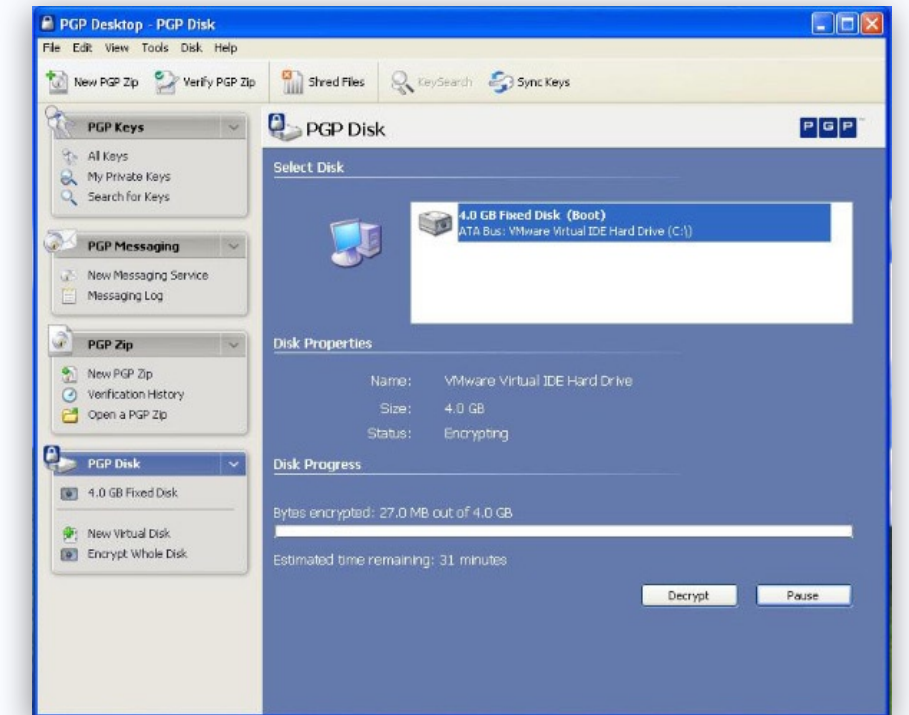 PGP Desktop - PGP Disk
File Edit View Tools Disk Help
New PGP Zip Verify PGP Zip Shred Files KeySearch Sync Keys
PGP Keys
All Keys
My Private Keys
Search for Keys
PGP Messaging
New Messaging Service
Messaging Log
PGP Zip
New PGP Zip
Verification History
Open a PGP Zip
PGP Disk
4.0 GB Fixed Disk
New Virtual Disk
Encrypt Whole Disk
PGP Disk
PGP
Select Disk
4.0 GB Fixed Disk (Boot)
ATA Bus: VMware Virtual IDE Hard Drive (C:\)
Disk Properties
Name: VMware Virtual IDE Hard Drive
Size: 4.0 GB
Status: Encrypting
Disk Progress
Bytes encrypted: 27.0 MB out of 4.0 GB
Estimated time remaining: 31 minutes
Decrypt Pause